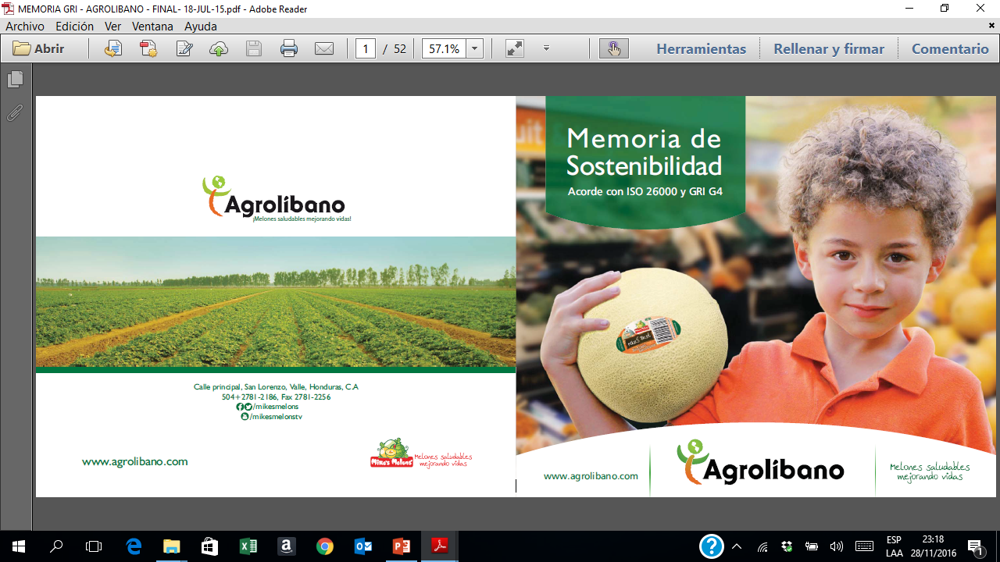 MEMORIA GRI - AGROLIBANO - FINAL- 18-JUL-15.pdf - Adobe Reader
Archivo Edición Ver Ventana Ayuda
Abrir 1 / 52 57.1% Herramientas Rellenar y firmar Comentario
Agrolíbano
¡Melones saludables mejorando vidas!
Calle principal, San Lorenzo, Valle, Honduras, C.A
504+2781-2186, Fax 2781-2256
/mikesmelons
/mikesmelonstv
www.agrolibano.com
Mike's Melons
Melones saludables
mejorando vidas
Memoria de
Sostenibilidad
Acorde con ISO 26000 y GRI G4
www.agrolibano.com
Agrolíbano
Melones saludables
mejorando vidas
ESP
LAA
23:18
28/11/2016
1